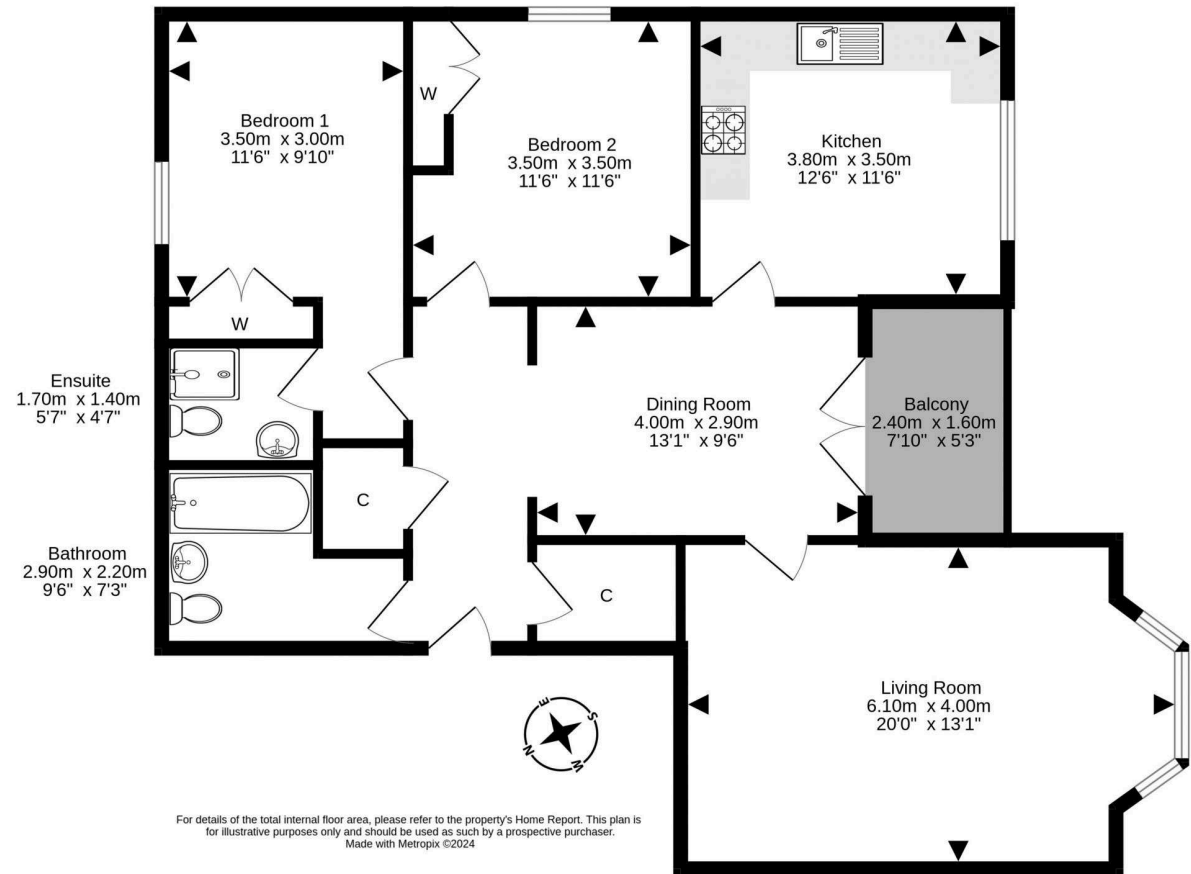 Bedroom 1
3.50m x 3.00m
11'6" x 9'10"
W
Bedroom 2
3.50m x 3.50m
11'6" x 11'6"
Kitchen
3.80m x 3.50m
12'6" x 11'6"
W
Ensuite
1.70m x 1.40m
5'7" x 4'7"
Dining Room
4.00m x 2.90m
13'1" x 9'6"
Balcony
2.40m x 1.60m
7'10" x 5'3"
C
Bathroom
2.90m x 2.20m
9'6" x 7'3"
C
Living Room
6.10m x 4.00m
20'0" x 13'1"
E
S
N
W
For details of the total internal floor area, please refer to the property's Home Report. This plan is
for illustrative purposes only and should be used as such by a prospective purchaser.
Made with Metropix ©2024